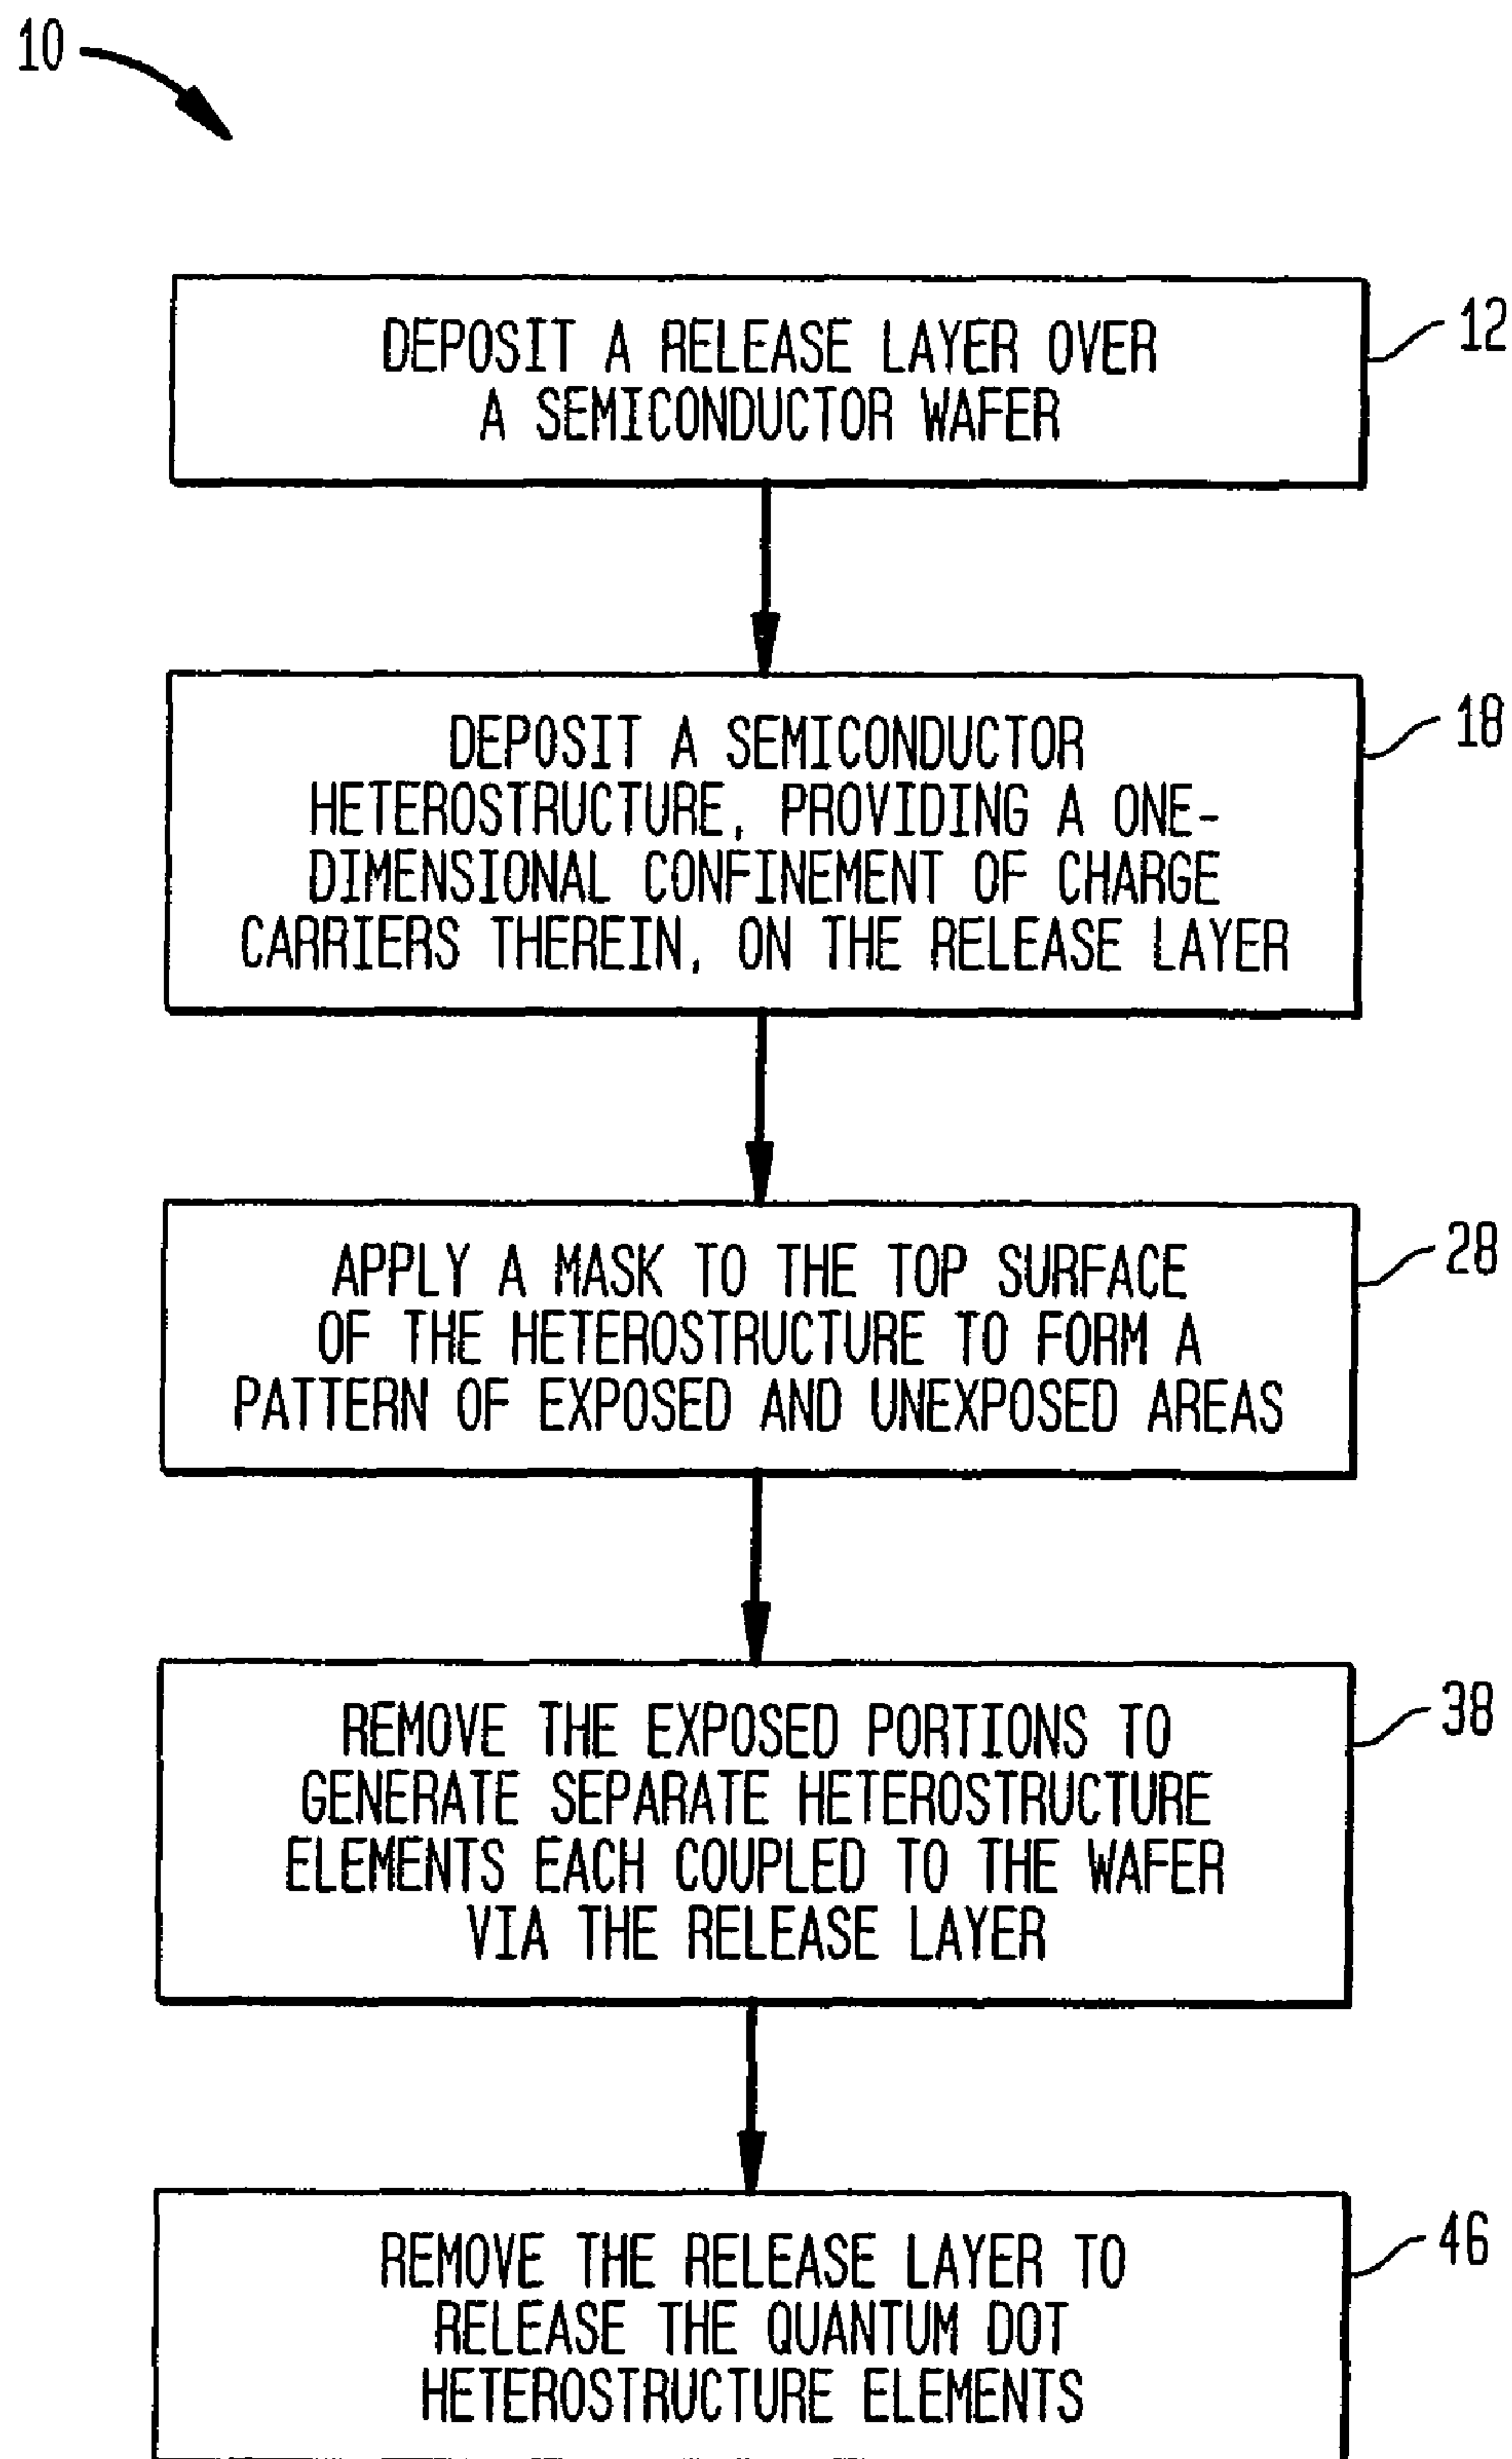 10
DEPOSIT A RELEASE LAYER OVER
A SEMICONDUCTOR WAFER
12
DEPOSIT A SEMICONDUCTOR
HETEROSTRUCTURE, PROVIDING A ONE-
DIMENSIONAL CONFINEMENT OF CHARGE
CARRIERS THEREIN, ON THE RELEASE LAYER
18
APPLY A MASK TO THE TOP SURFACE
OF THE HETEROSTRUCTURE TO FORM A
PATTERN OF EXPOSED AND UNEXPOSED AREAS
28
REMOVE THE EXPOSED PORTIONS TO
GENERATE SEPARATE HETEROSTRUCTURE
ELEMENTS EACH COUPLED TO THE WAFER
VIA THE RELEASE LAYER
38
REMOVE THE RELEASE LAYER TO
RELEASE THE QUANTUM DOT
HETEROSTRUCTURE ELEMENTS
46